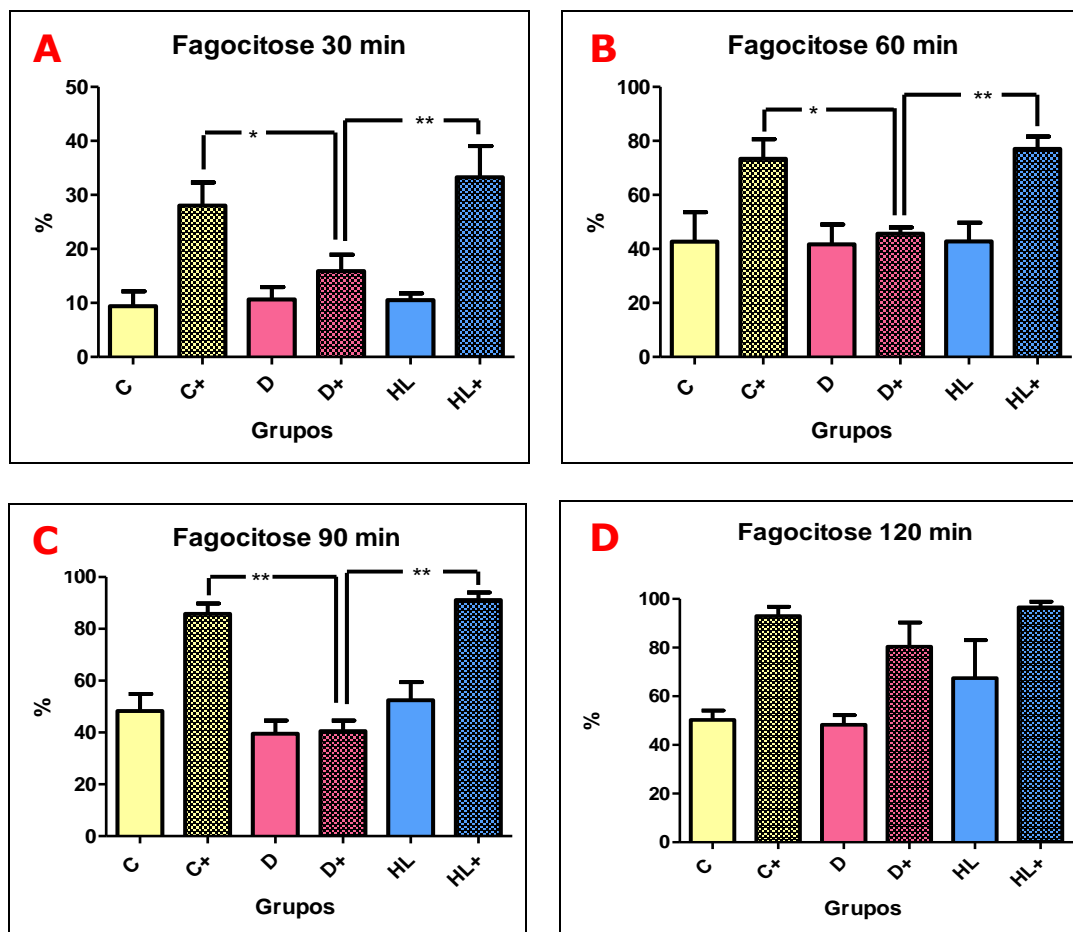 A
Fagocitose 30 min
50
40
30
20
10
0
%
*
**
C
C+
D
D+
HL
HL+
Grupos
B
Fagocitose 60 min
100
80
60
40
20
0
%
*
**
C
C+
D
D+
HL
HL+
Grupos
C
Fagocitose 90 min
100
80
60
40
20
0
%
**
**
C
C+
D
D+
HL
HL+
Grupos
D
Fagocitose 120 min
100
80
60
40
20
0
%
C
C+
D
D+
HL
HL+
Grupos